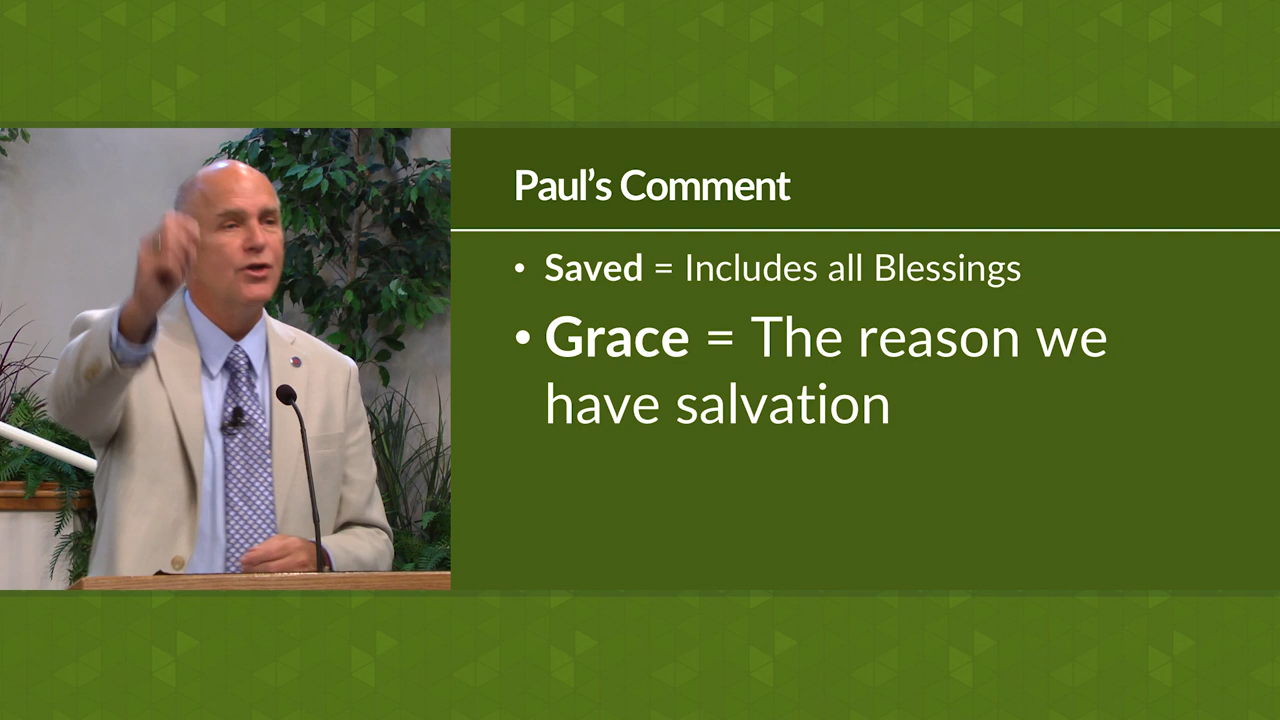 Paul’s Comment
• Saved = Includes all Blessings
• Grace = The reason we
have salvation